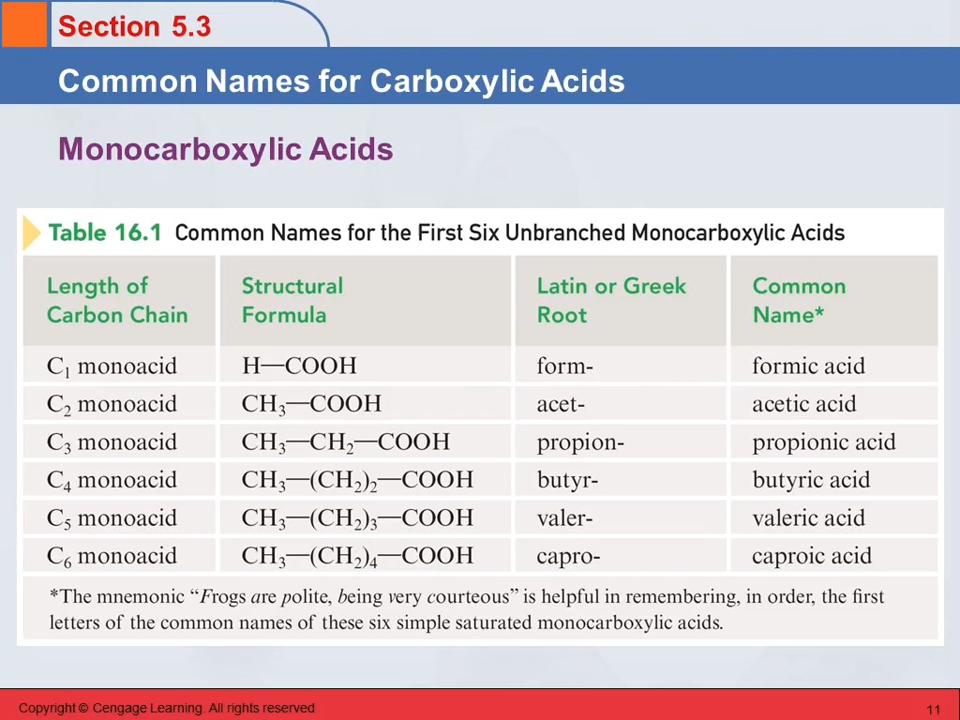 Section 5.3
Common Names for Carboxylic Acids
Monocarboxylic Acids
Table 16.1 Common Names for the First Six Unbranched Monocarboxylic Acids
Length of Carbon Chain Structural Formula Latin or Greek Root Common Name*
C₁ monoacid H—COOH form- formic acid
C₂ monoacid CH₃—COOH acet- acetic acid
C₃ monoacid CH₃—CH₂—COOH propion- propionic acid
C₄ monoacid CH₃—(CH₂)₂—COOH butyr- butyric acid
C₅ monoacid CH₃—(CH₂)₃—COOH valer- valeric acid
C₆ monoacid CH₃—(CH₂)₄—COOH capro- caproic acid
*The mnemonic “Frogs are polite, being very courteous” is helpful in remembering, in order, the first
letters of the common names of these six simple saturated monocarboxylic acids.
Copyright © Cengage Learning. All rights reserved 11